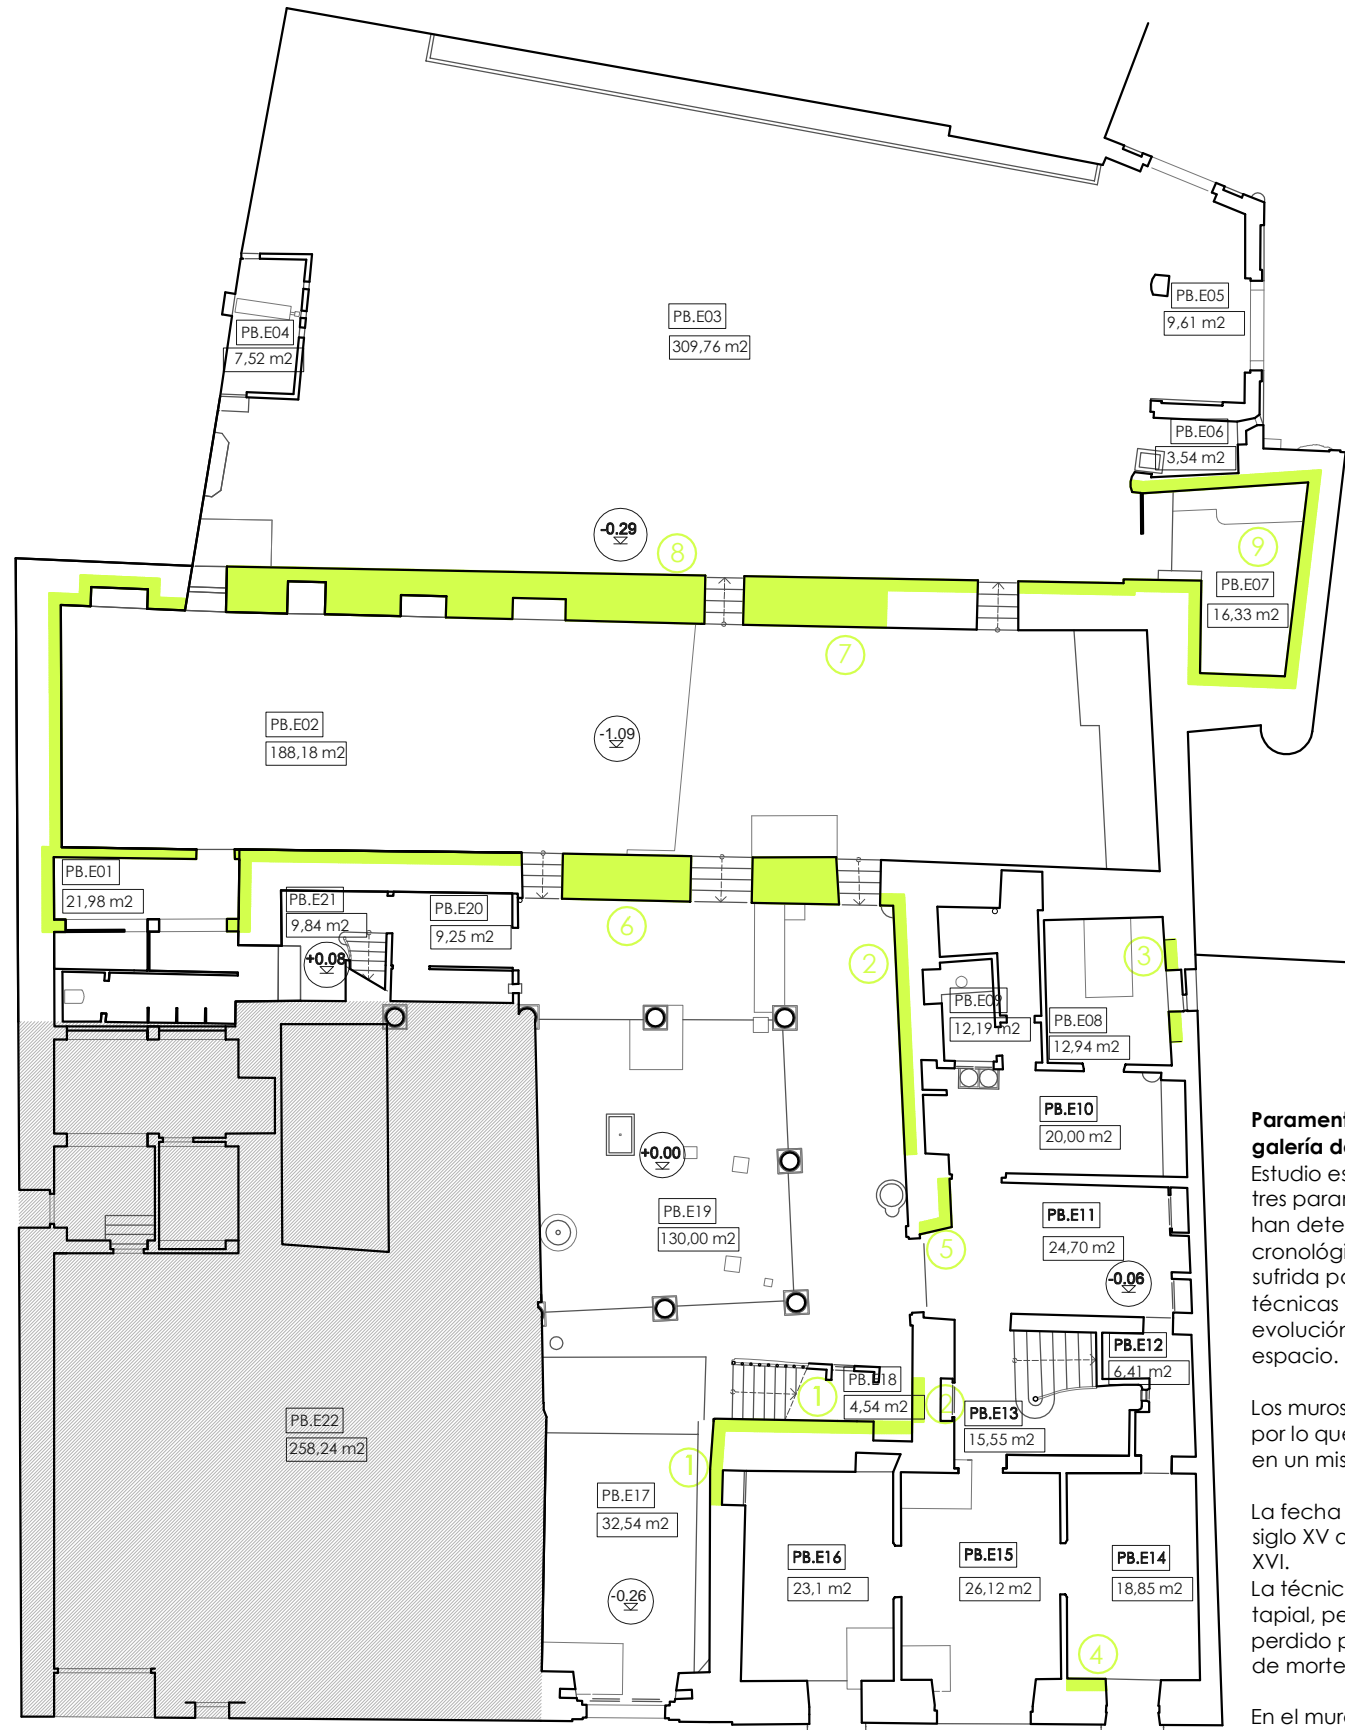 PB.E03
309,76 m2
PB.E05
9,61 m2
PB.E04
7,52 m2
PB.E06
3,54 m2
-0.29
8
9
PB.E07
16,33 m2
7
PB.E02
188,18 m2
-1.09
PB.E01
21,98 m2
PB.E21
9,84 m2
PB.E20
9,25 m2
+0.08
6
2
3
PB.E09
12,19 m2
PB.E08
12,94 m2
PB.E10
20,00 m2
+0.00
PB.E19
130,00 m2
5
PB.E11
24,70 m2
-0.06
PB.E12
6,41 m2
1
PB.E18
4,54 m2
2
PB.E13
15,55 m2
PB.E22
258,24 m2
1
PB.E17
32,54 m2
-0.26
PB.E16
23,1 m2
PB.E15
26,12 m2
PB.E14
18,85 m2
4
Parament
galería de
Estudio es
tres parar
han dete
cronológi
sufrida po
técnicas
evolución
espacio.
Los muros
por lo que
en un mis
La fecha
siglo XV o
XVI.
La técnic
tapial, pe
perdido p
de morte
En el muro